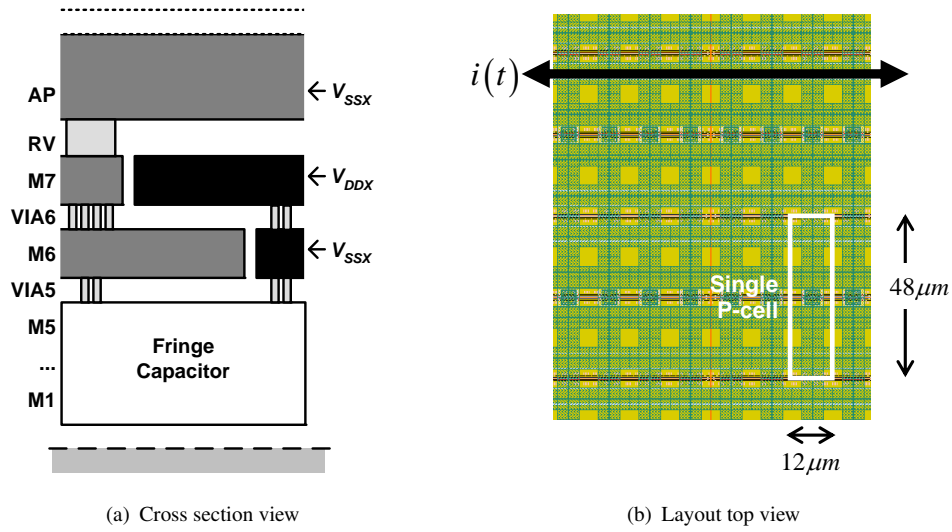 AP
RV
M7
VIA6
M6
VIA5
M5
...
M1
V_SSX
V_DDX
V_SSX
Fringe
Capacitor
(a) Cross section view
i(t)
Single
P-cell
48μm
12μm
(b) Layout top view